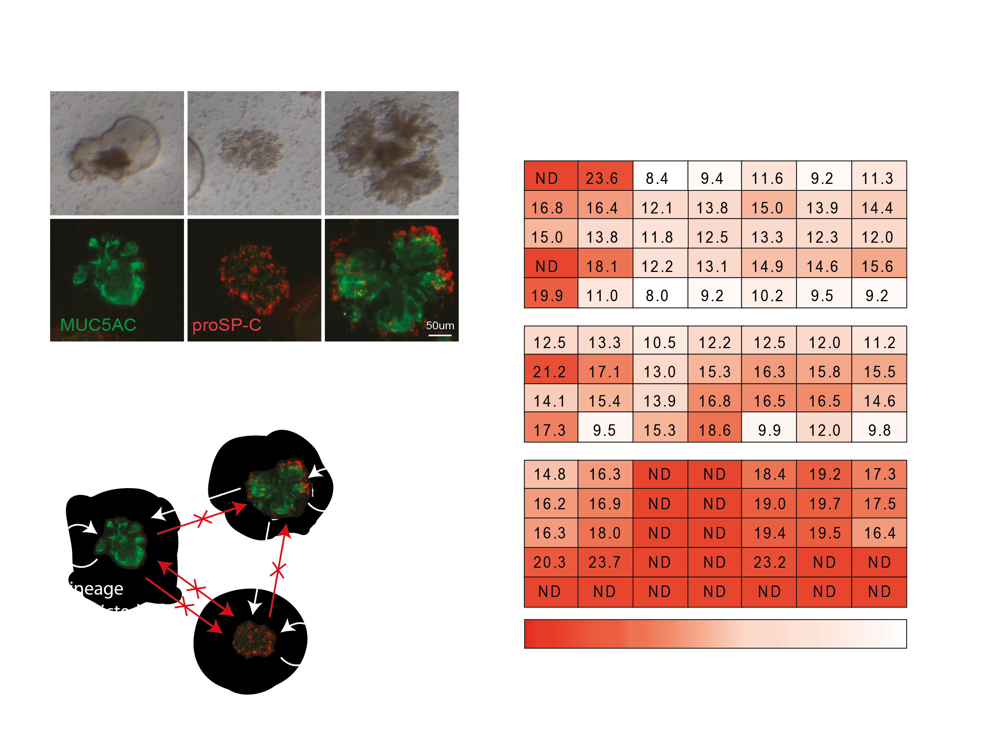 MUC5AC
proSP-C
50um
ineage
ND 23.6 8.4 9.4 11.6 9.2 11.3
16.8 16.4 12.1 13.8 15.0 13.9 14.4
15.0 13.8 11.8 12.5 13.3 12.3 12.0
ND 18.1 12.2 13.1 14.9 14.6 15.6
19.9 11.0 8.0 9.2 10.2 9.5 9.2
12.5 13.3 10.5 12.2 12.5 12.0 11.2
21.2 17.1 13.0 15.3 16.3 15.8 15.5
14.1 15.4 13.9 16.8 16.5 16.5 14.6
17.3 9.5 15.3 18.6 9.9 12.0 9.8
14.8 16.3 ND ND 18.4 19.2 17.3
16.2 16.9 ND ND 19.0 19.7 17.5
16.3 18.0 ND ND 19.4 19.5 16.4
20.3 23.7 ND ND 23.2 ND ND
ND ND ND ND ND ND ND